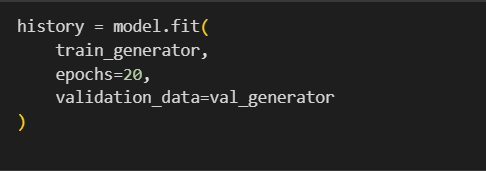 history = model.fit(
    train_generator,
    epochs=20,
    validation_data=val_generator
)